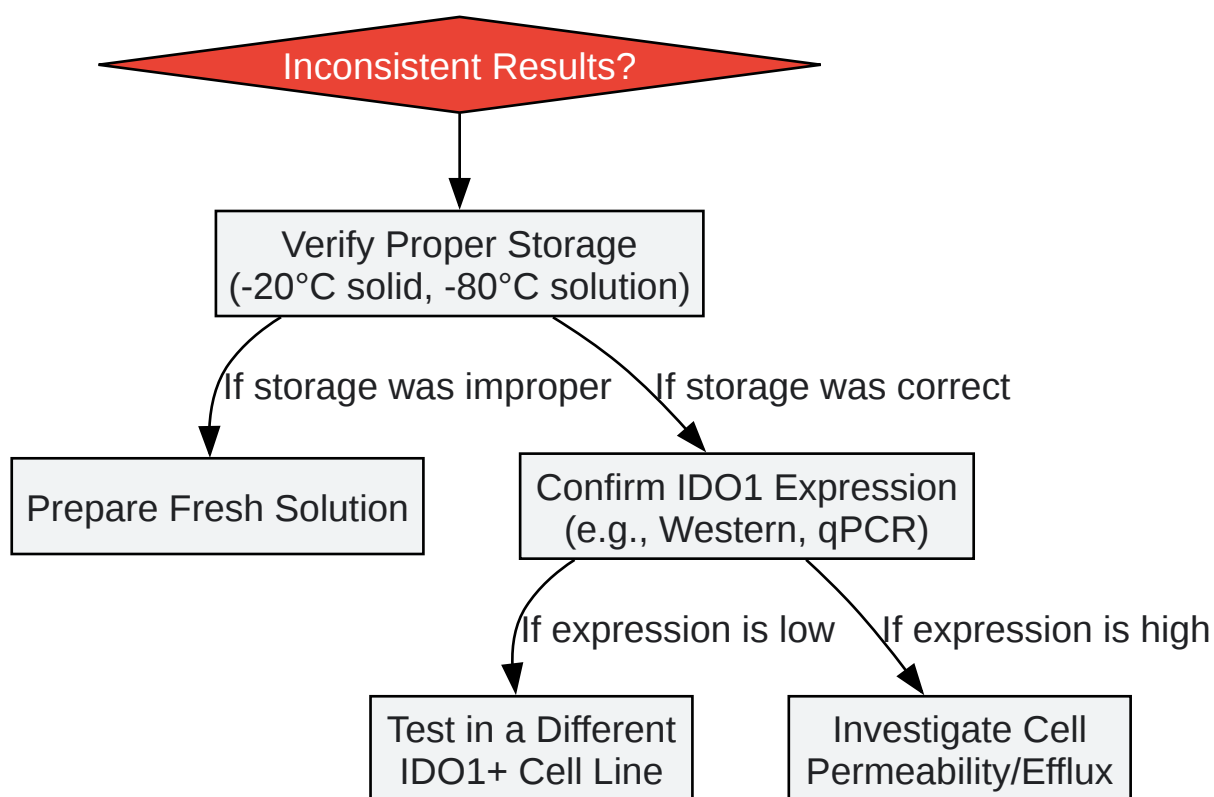 Inconsistent Results?
Verify Proper Storage
(-20°C solid, -80°C solution)
If storage was improper
If storage was correct
Prepare Fresh Solution
Confirm IDO1 Expression
(e.g., Western, qPCR)
If expression is low
If expression is high
Test in a Different
IDO1+ Cell Line
Investigate Cell
Permeability/Efflux